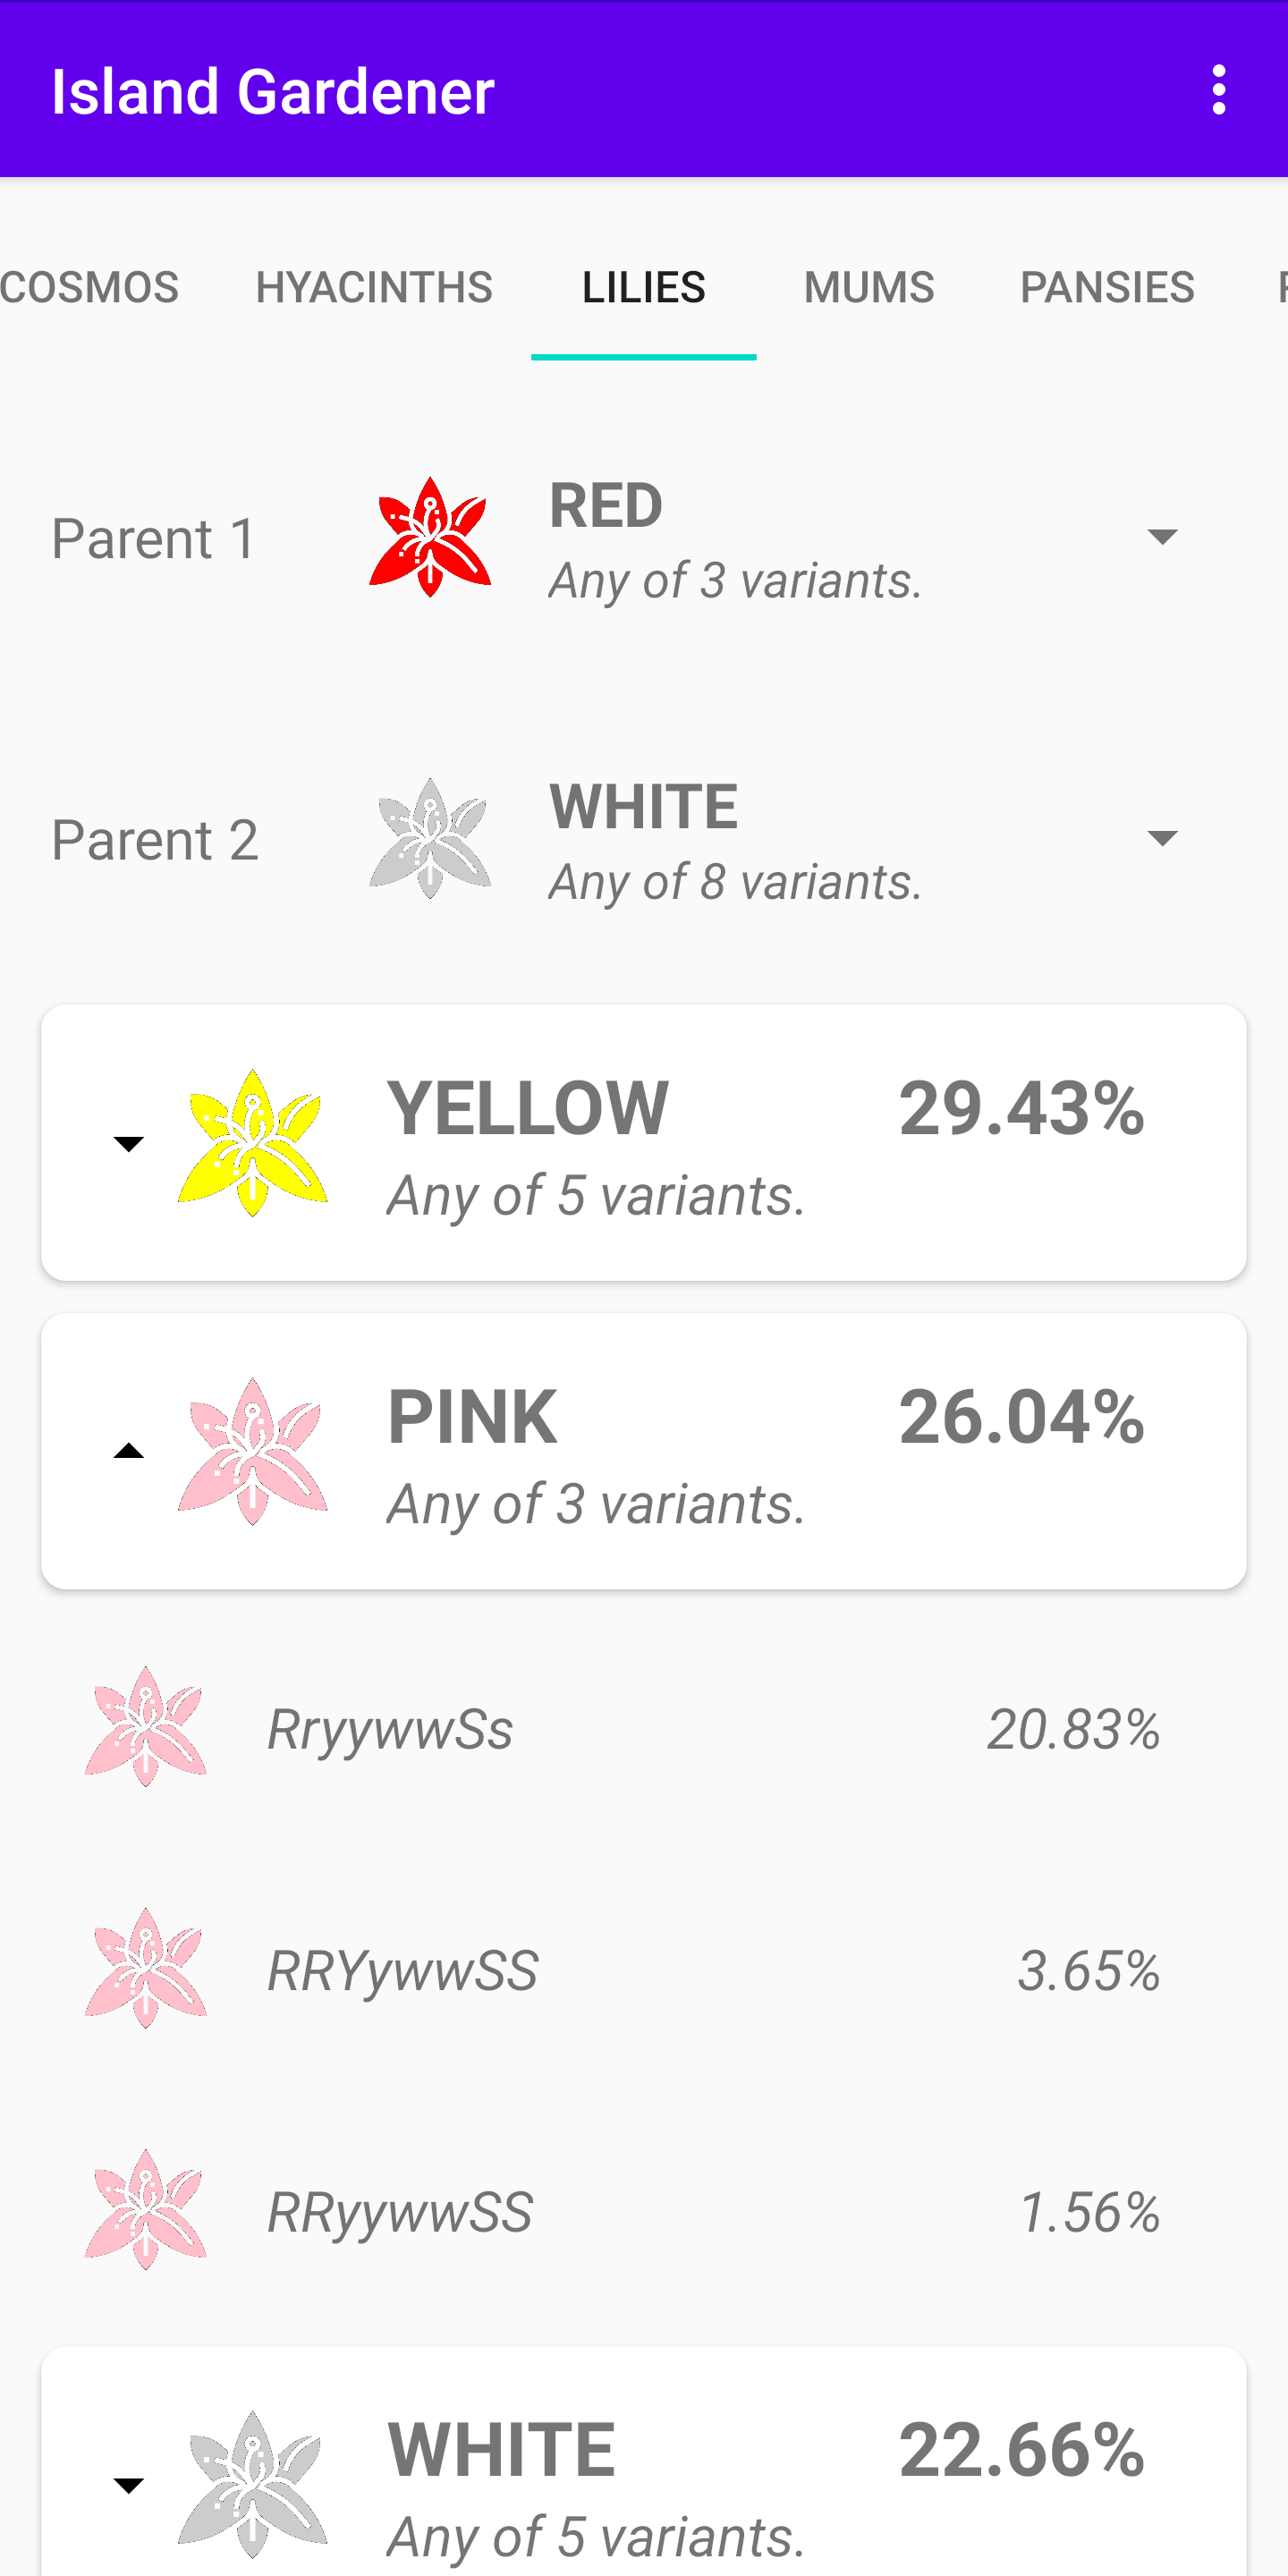 Island Gardener
COSMOS HYACINTHS LILIES MUMS PANSIES
Parent 1
RED
Any of 3 variants.
Parent 2
WHITE
Any of 8 variants.
YELLOW 29.43%
Any of 5 variants.
PINK 26.04%
Any of 3 variants.
RryywwSs 20.83%
RRYywwSS 3.65%
RRyywwSS 1.56%
WHITE 22.66%
Any of 5 variants.